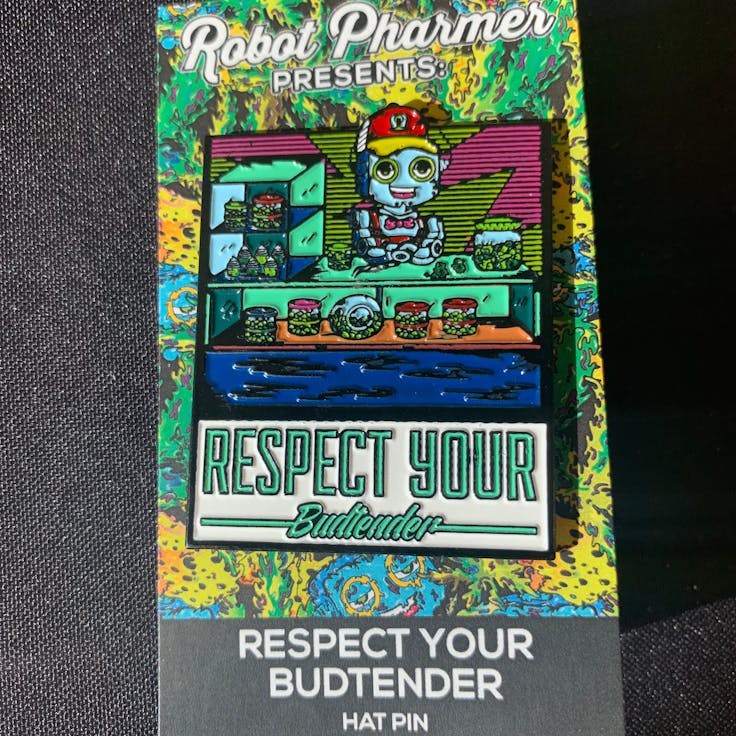 Robot Pharmer
PRESENTS:
RESPECT YOUR
Budtender
RESPECT YOUR
BUDTENDER
HAT PIN